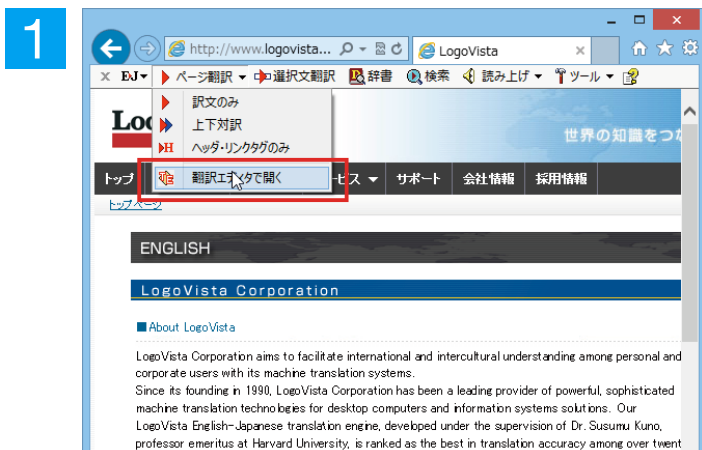 1
http://www.logovista...
LogoVista
EJ ページ翻訳 選択文翻訳 辞書 検索 読み上げ ツール
訳文のみ
上下対訳
H ヘッダ・リンクタグのみ
翻訳エディタで開く
Lo
世界の知識をつ
トップ ビス サポート 会社情報 採用情報
トップページ
ENGLISH
LogoVista Corporation
About LogoVista
LogoVista Corporation aims to facilitate international and intercultural understanding among personal and
corporate users with its machine translation systems.
Since its founding in 1990, LogoVista Corporation has been a leading provider of powerful, sophisticated
machine translation technologies for desktop computers and information systems solutions. Our
LogoVista English-Japanese translation engine, developed under the supervision of Dr. Susumu Kuno,
professor emeritus at Harvard University, is ranked as the best in translation accuracy among over twent